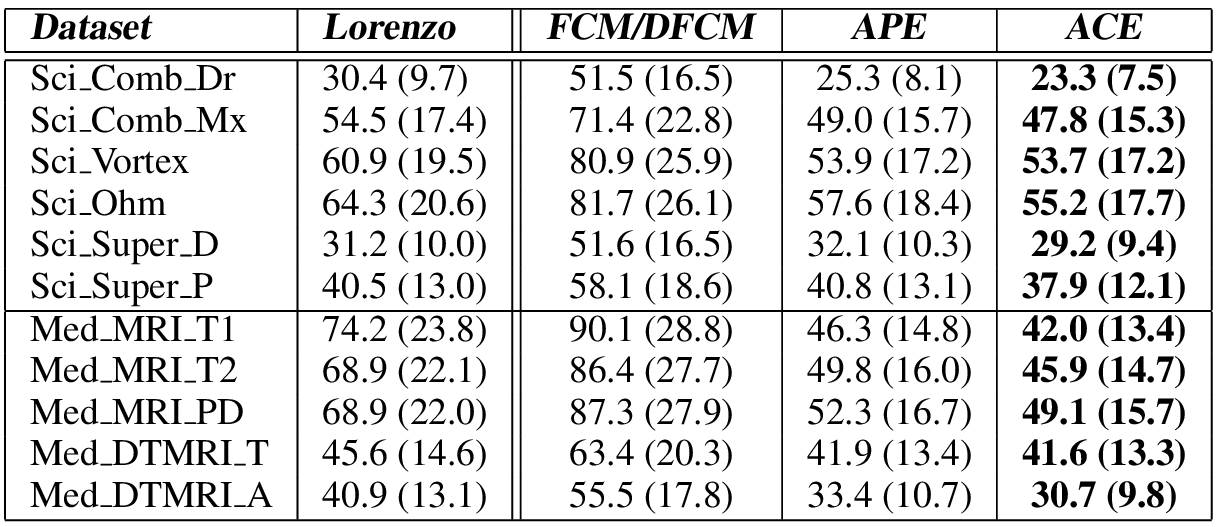 Dataset Lorenzo FCM/DFCM APE ACE
Sci_Comb_Dr 30.4 (9.7) 51.5 (16.5) 25.3 (8.1) 23.3 (7.5)
Sci_Comb_Mx 54.5 (17.4) 71.4 (22.8) 49.0 (15.7) 47.8 (15.3)
Sci_Vortex 60.9 (19.5) 80.9 (25.9) 53.9 (17.2) 53.7 (17.2)
Sci_Ohm 64.3 (20.6) 81.7 (26.1) 57.6 (18.4) 55.2 (17.7)
Sci_Super_D 31.2 (10.0) 51.6 (16.5) 32.1 (10.3) 29.2 (9.4)
Sci_Super_P 40.5 (13.0) 58.1 (18.6) 40.8 (13.1) 37.9 (12.1)
Med_MRI_T1 74.2 (23.8) 90.1 (28.8) 46.3 (14.8) 42.0 (13.4)
Med_MRI_T2 68.9 (22.1) 86.4 (27.7) 49.8 (16.0) 45.9 (14.7)
Med_MRI_PD 68.9 (22.0) 87.3 (27.9) 52.3 (16.7) 49.1 (15.7)
Med_DTMRI_T 45.6 (14.6) 63.4 (20.3) 41.9 (13.4) 41.6 (13.3)
Med_DTMRI_A 40.9 (13.1) 55.5 (17.8) 33.4 (10.7) 30.7 (9.8)